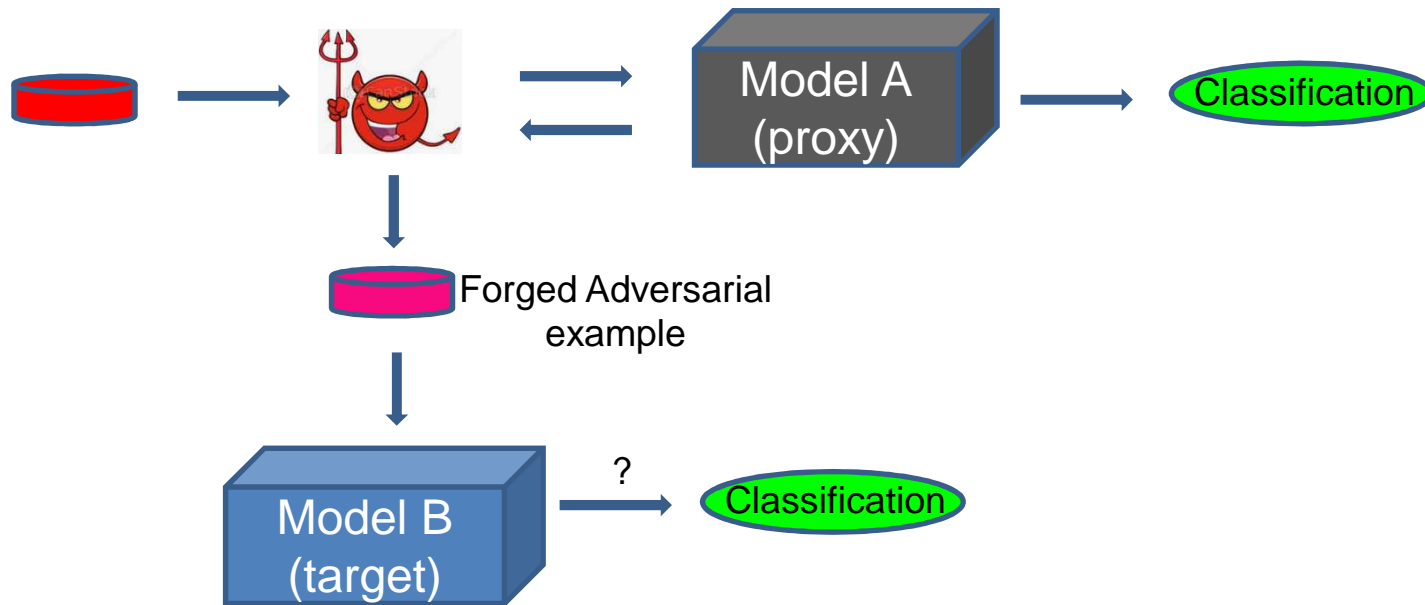 Model A
(proxy)
Classification
Forged Adversarial
example
?
Model B
(target)
Classification